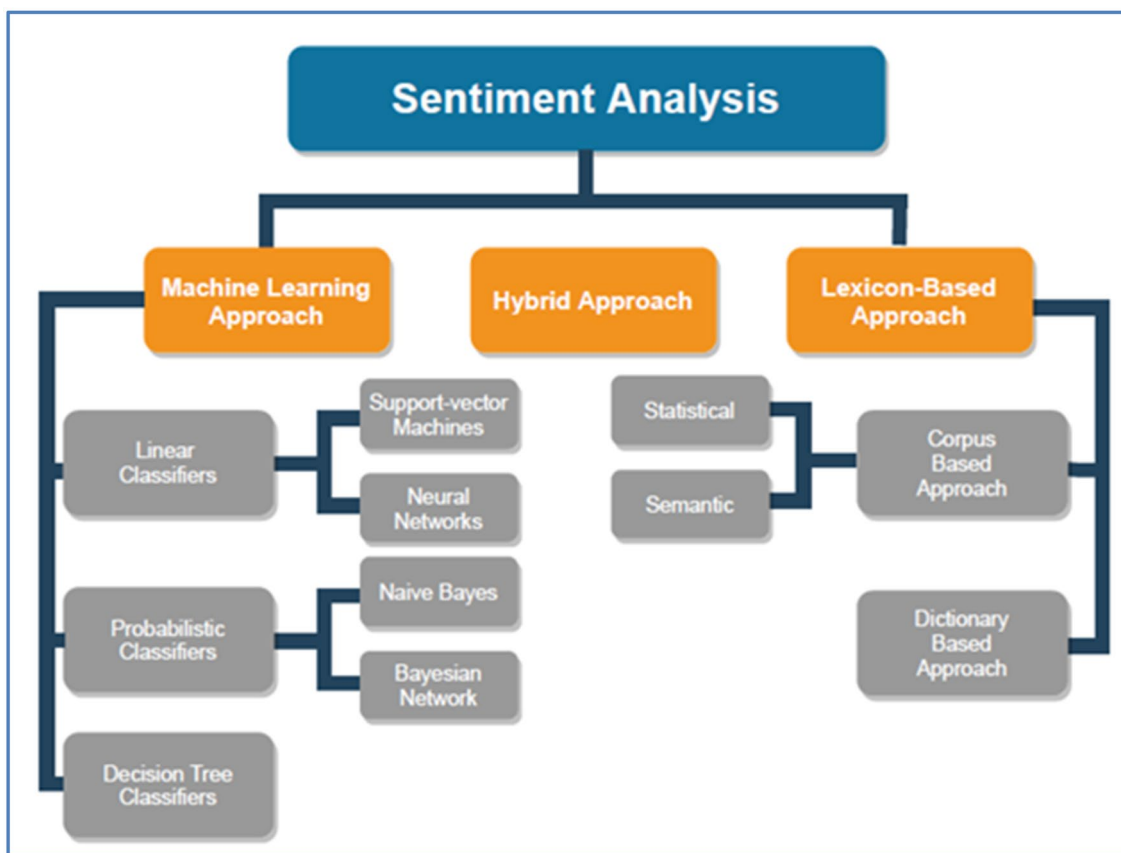 Sentiment Analysis
Machine Learning
Approach
Hybrid Approach
Lexicon-Based
Approach
Linear
Classifiers
Support-vector
Machines
Neural
Networks
Probabilistic
Classifiers
Naive Bayes
Bayesian
Network
Decision Tree
Classifiers
Statistical
Semantic
Corpus
Based
Approach
Dictionary
Based
Approach